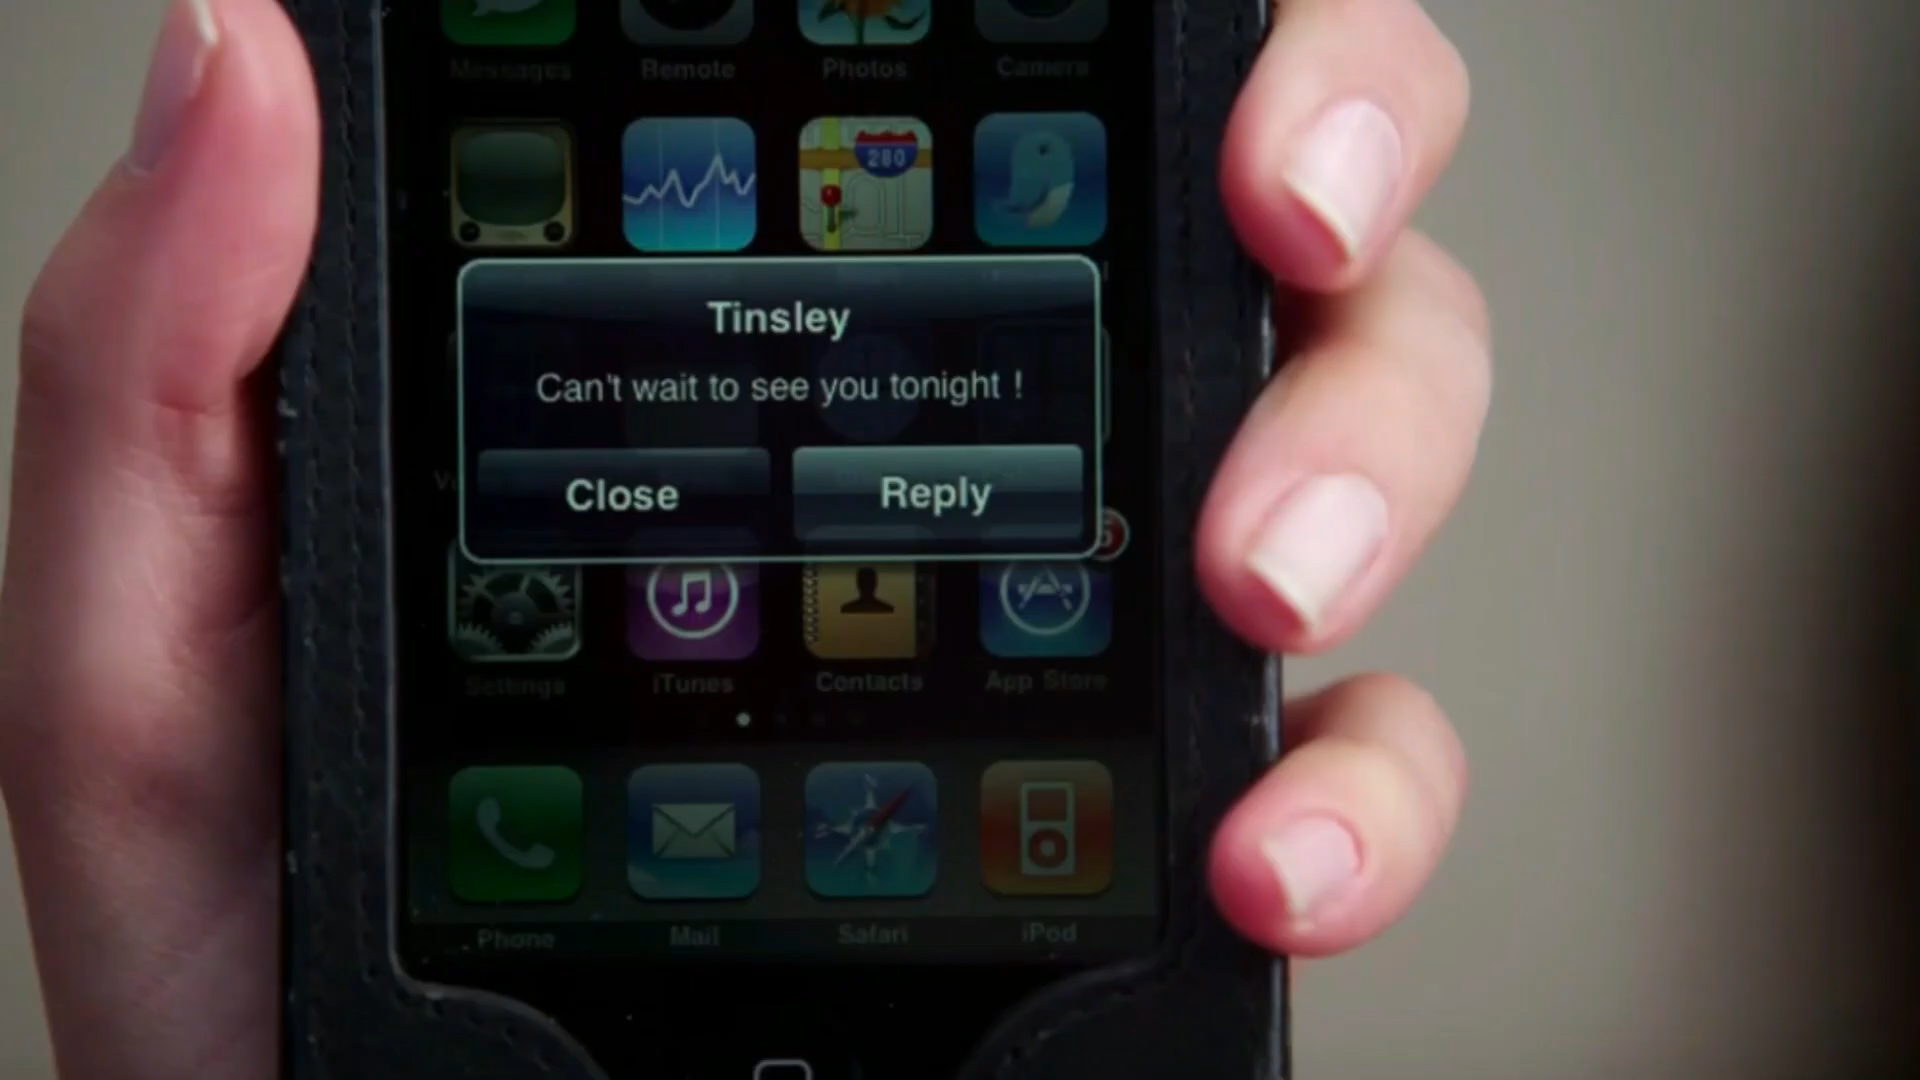 Messages Remote Photos Camera
280
Tinsley
Can't wait to see you tonight !
Close Reply
Settings iTunes Contacts App Store
Phone Mail Safari iPod